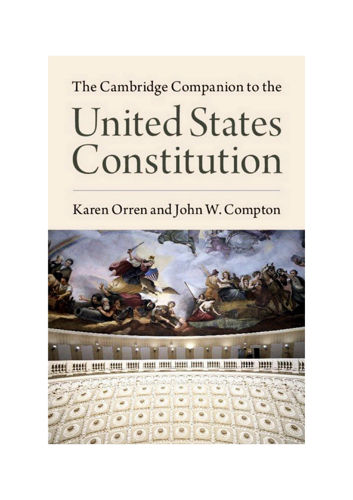 The Cambridge Companion to the
United States
Constitution
Karen Orren and John W. Compton